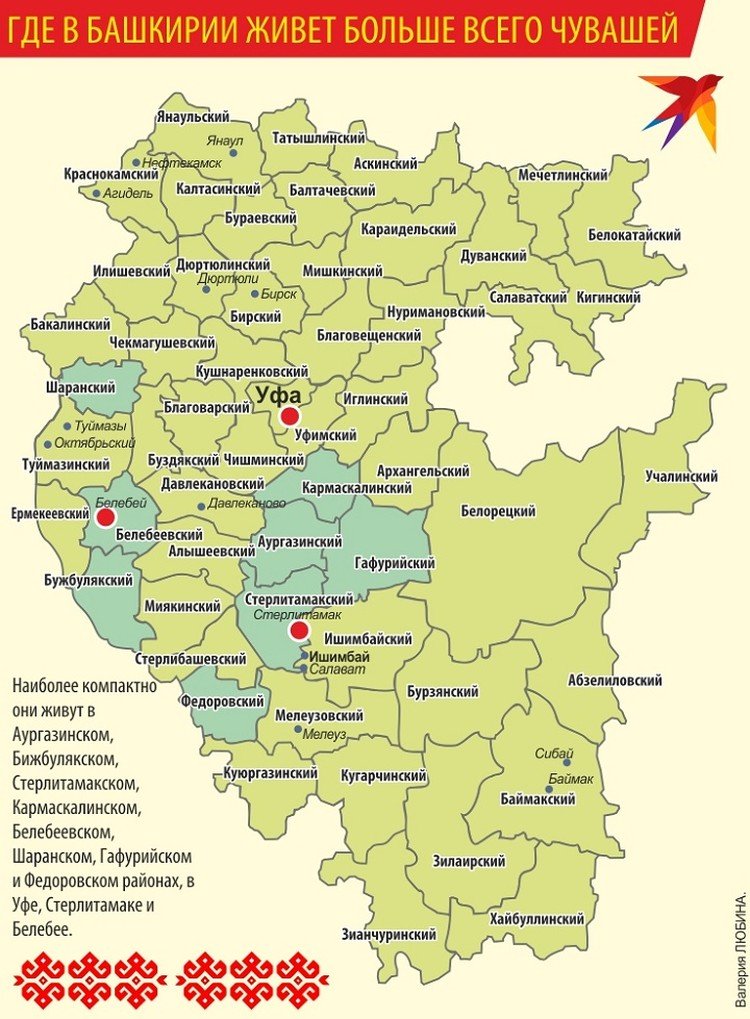 ГДЕ В БАШКИРИИ ЖИВЕТ БОЛЬШЕ ВСЕГО ЧУВАШЕЙ
Янаульский
Янаул
Татышлинский
Аскинский
Нефтекамск
Краснокамский
Агидель
Калтасинский
Балтачевский
Мечетлинский
Бураевский
Караидельский
Белокатайский
Дуванский
Илишевский
Дюртюлинский
Дюртюли
Мишкинский
Бирск
Бирский
Салаватский
Кигинский
Нуримановский
Бакалинский
Чекмагушевский
Благовещенский
Кушнаренковский
Шаранский
Уфа
Благоварский
Иглинский
Туймазы
Октябрьский
Уфимский
Туймазинский
Буздякский
Чишминский
Архангельский
Учалинский
Давлекановский
Кармаскалинский
Белебей
Давлеканово
Ермекеевский
Белорецкий
Белебеевский
Аургазинский
Алышеевский
Гафурийский
Бужбулякский
Миякинский
Стерлитамакский
Стерлитамак
Ишимбайский
Стерлибашевский
Ишимбай
Салават
Абзелиловский
Бурзянский
Федоровский
Мелеузовский
Мелеуз
Сибай
Куюргазинский
Кугарчинский
Баймак
Баймакский
Зилаирский
Хайбуллинский
Зианчуринский
Наиболее компактно
они живут в
Аургазинском,
Бижбулякском,
Стерлитамакском,
Кармаскалинском,
Белебеевском,
Шаранском, Гафурийском
и Федоровском районах, в
Уфе, Стерлитамаке и
Белебее.
Валерия ЛЮБИНА.